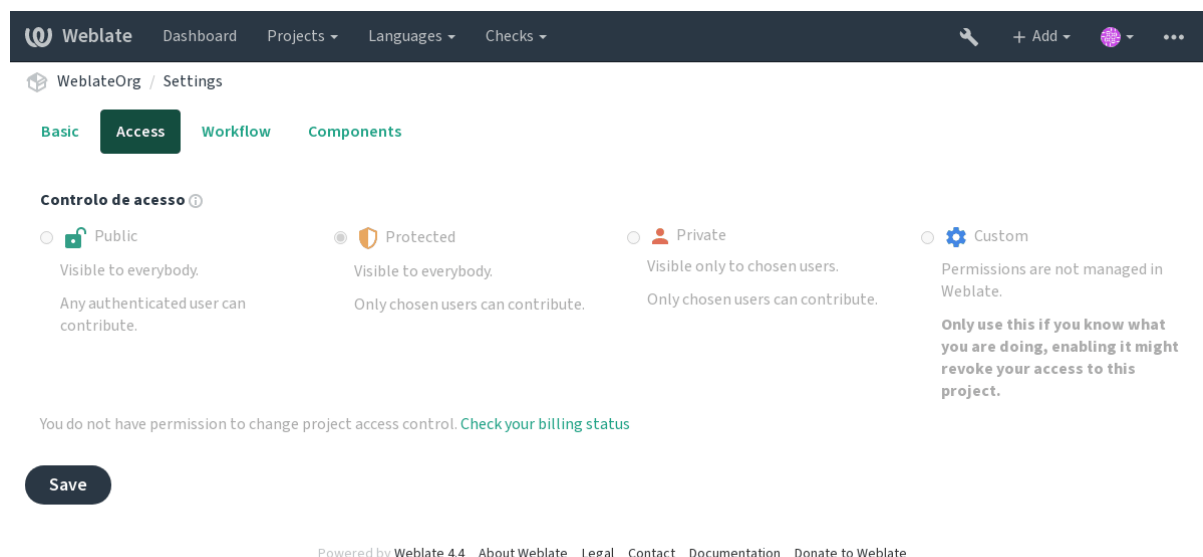 Weblate Dashboard Projects Languages Checks + Add
WeblateOrg / Settings
Basic Access Workflow Components
Controlo de acesso
Public
Visible to everybody.
Any authenticated user can
contribute.
Protected
Visible to everybody.
Only chosen users can contribute.
Private
Visible only to chosen users.
Only chosen users can contribute.
Custom
Permissions are not managed in
Weblate.
Only use this if you know what
you are doing, enabling it might
revoke your access to this
project.
You do not have permission to change project access control. Check your billing status
Save
Powered by Weblate 4.4 About Weblate Legal Contact Documentation Donate to Weblate